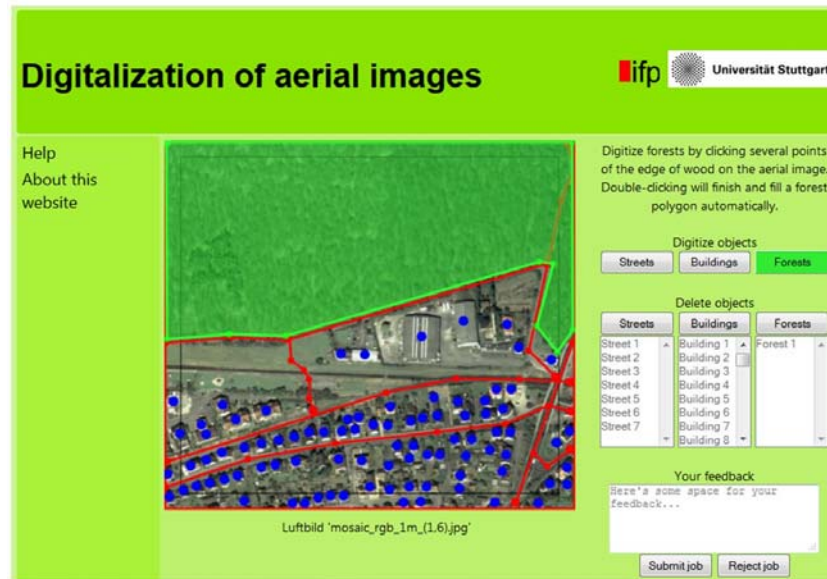 Digitalization of aerial images
ifp
Universität Stuttgart
Help
About this
website
Digitize forests by clicking several points
of the edge of wood on the aerial image.
Double-clicking will finish and fill a forest
polygon automatically.
Digitize objects
Streets Buildings Forests
Delete objects
Streets Buildings Forests
Street 1 Building 1 Forest 1
Street 2 Building 2
Street 3 Building 3
Street 4 Building 4
Street 5 Building 5
Street 6 Building 6
Street 7 Building 7
Building 8
Your feedback
Here's some space for your
feedback...
Luftbild 'mosaic_rgb_1m_(1,6).jpg'
Submit job Reject job